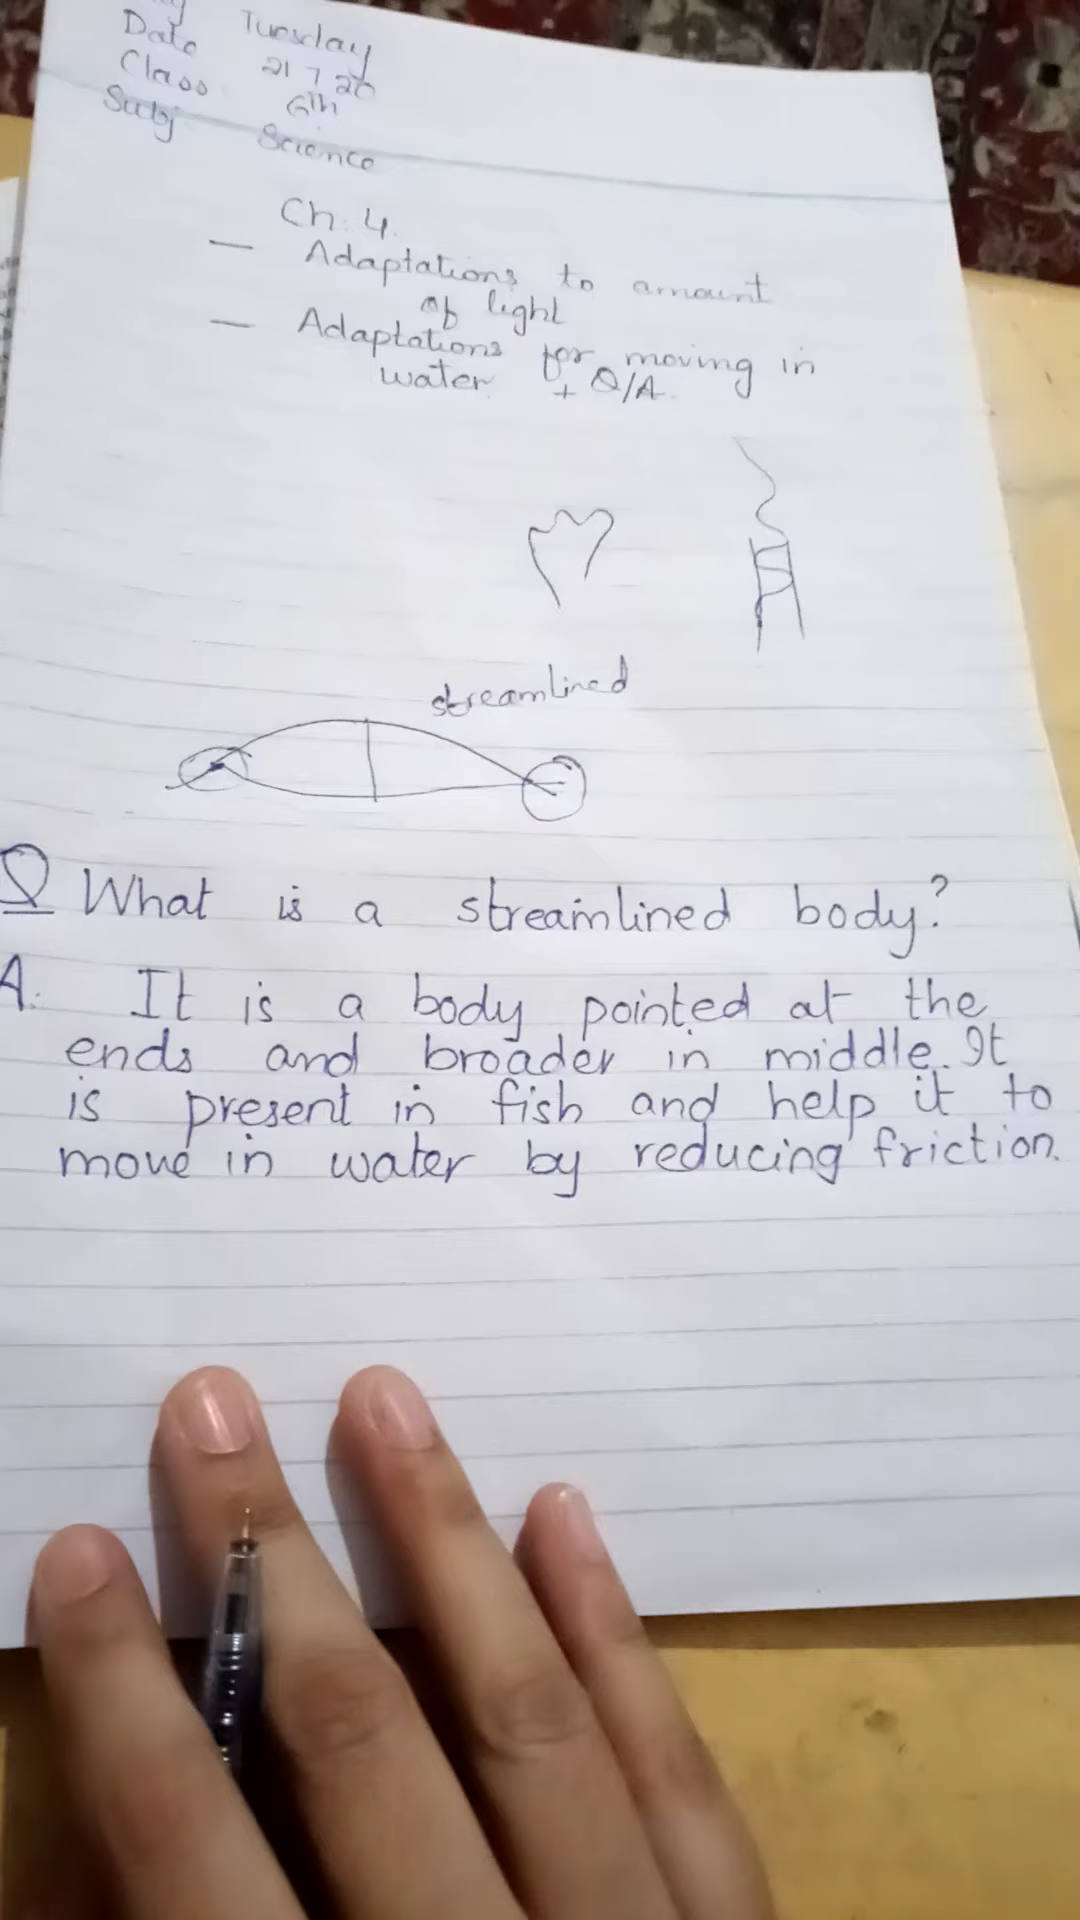 Tuesday
Date 21 7 20
Class 6th
Subj Science
Ch. 4.
— Adaptations to amount
of light
— Adaptations for moving in
water + Q/A.
streamlined
Q What is a streamlined body?
A. It is a body pointed at the
ends and broader in middle. It
is present in fish and help it to
move in water by reducing friction.